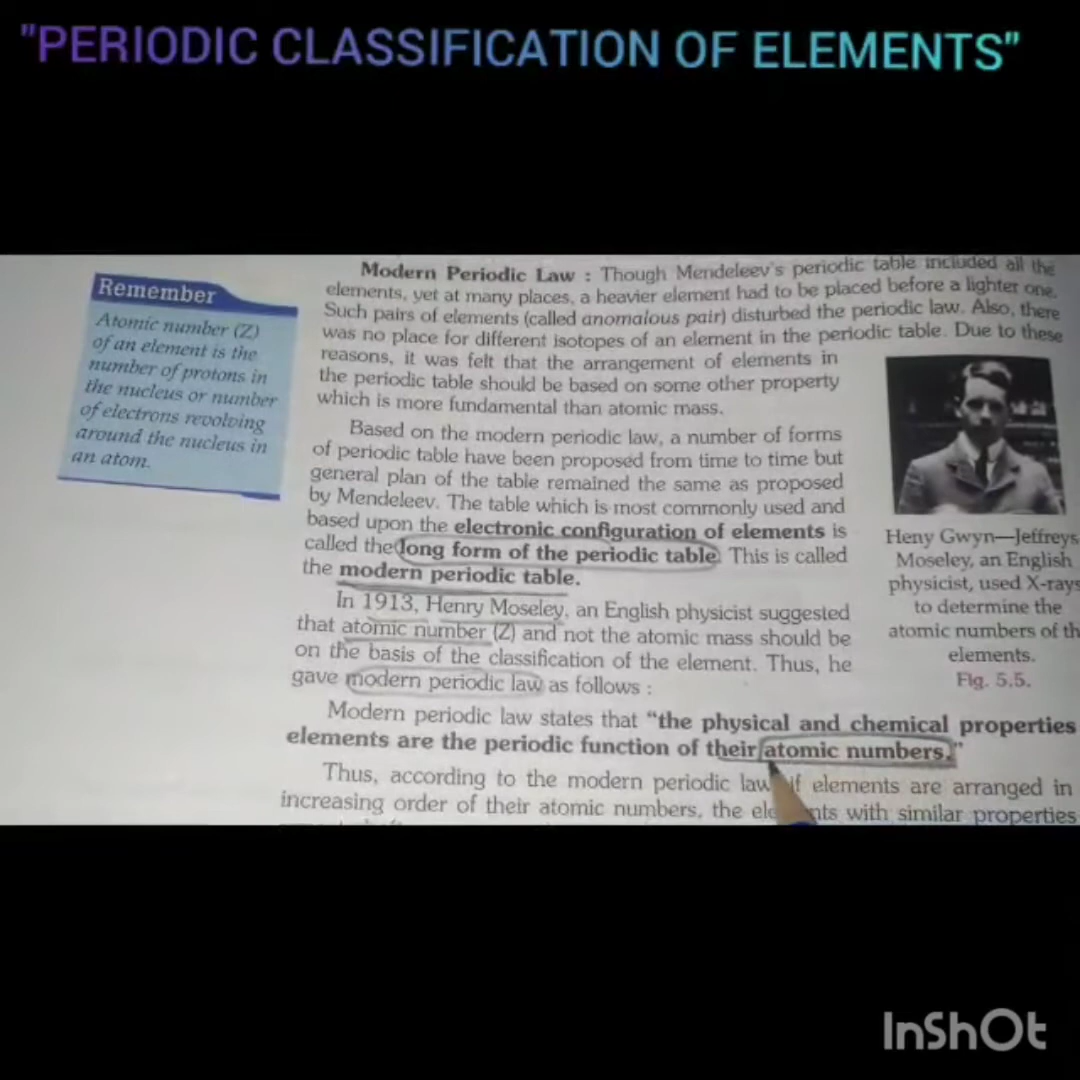 "PERIODIC CLASSIFICATION OF ELEMENTS"
Remember
Atomic number (Z)
of an element is the
number of protons in
the nucleus or number
of electrons revolving
around the nucleus in
an atom.
Modern Periodic Law : Though Mendeleev's periodic table included all the
elements, yet at many places, a heavier element had to be placed before a lighter one.
Such pairs of elements (called anomalous pair) disturbed the periodic law. Also, there
was no place for different isotopes of an element in the periodic table. Due to these
reasons, it was felt that the arrangement of elements in
the periodic table should be based on some other property
which is more fundamental than atomic mass.
Based on the modern periodic law, a number of forms
of periodic table have been proposed from time to time but
general plan of the table remained the same as proposed
by Mendeleev. The table which is most commonly used and
based upon the electronic configuration of elements is
called the long form of the periodic table. This is called
the modern periodic table.
In 1913, Henry Moseley, an English physicist suggested
that atomic number (Z) and not the atomic mass should be
on the basis of the classification of the element. Thus, he
gave modern periodic law as follows :
Heny Gwyn—Jeffreys
Moseley, an English
physicist, used X-rays
to determine the
atomic numbers of th
elements.
Fig. 5.5.
Modern periodic law states that "the physical and chemical properties
elements are the periodic function of their atomic numbers."
Thus, according to the modern periodic law if elements are arranged in
increasing order of their atomic numbers, the with similar properties
InShOt